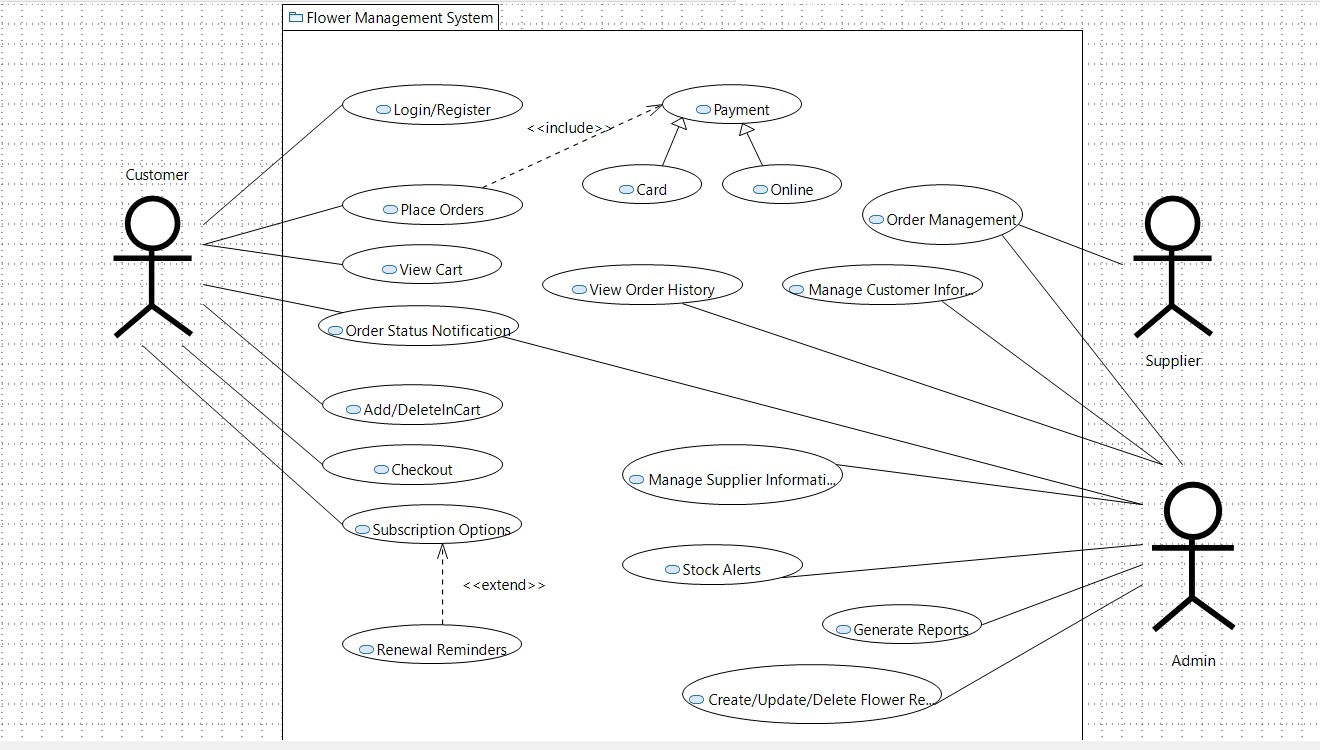 Flower Management System
Login/Register
Payment
<<include>>
Customer
Card
Online
Place Orders
Order Management
View Cart
View Order History
Manage Customer Infor...
Order Status Notification
Supplier
Add/DeleteInCart
Checkout
Manage Supplier Informati...
Subscription Options
Stock Alerts
<<extend>>
Generate Reports
Renewal Reminders
Admin
Create/Update/Delete Flower Re...